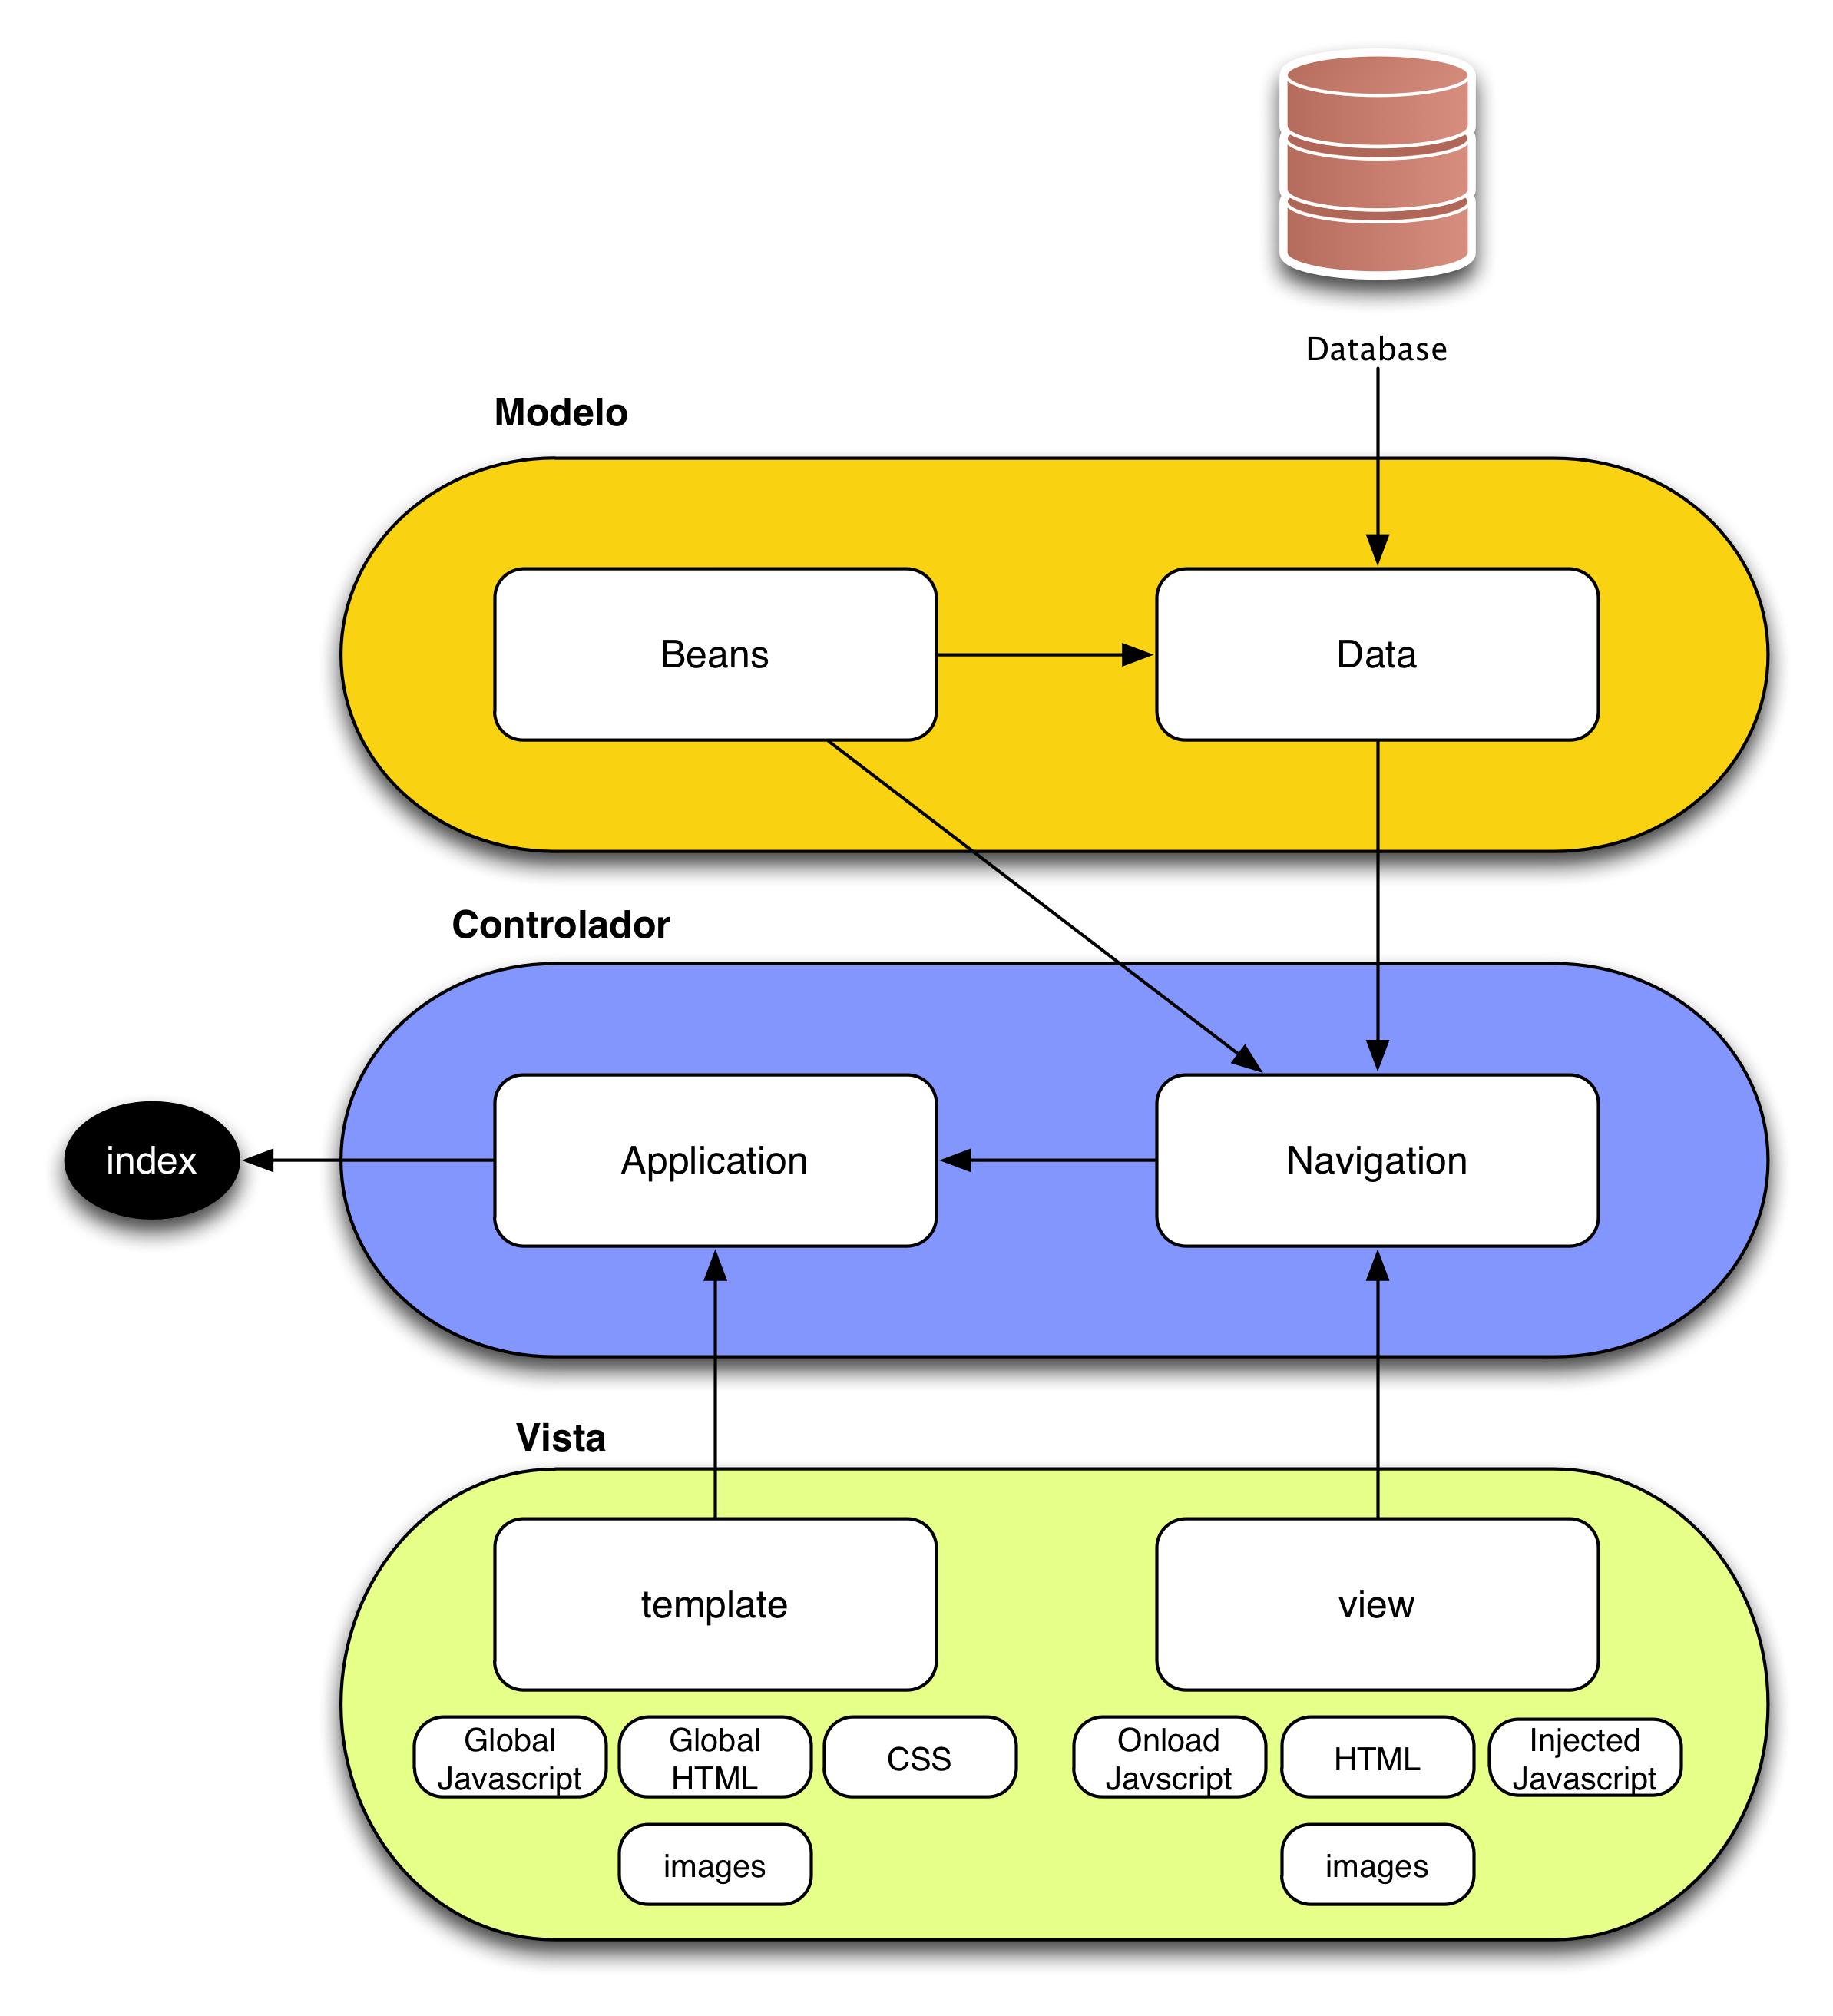 Database
Modelo
Beans
Data
Controlador
index
Application
Navigation
Vista
template
view
Global
Javascript
Global
HTML
CSS
Onload
Javscript
HTML
Injected
Javascript
images
images